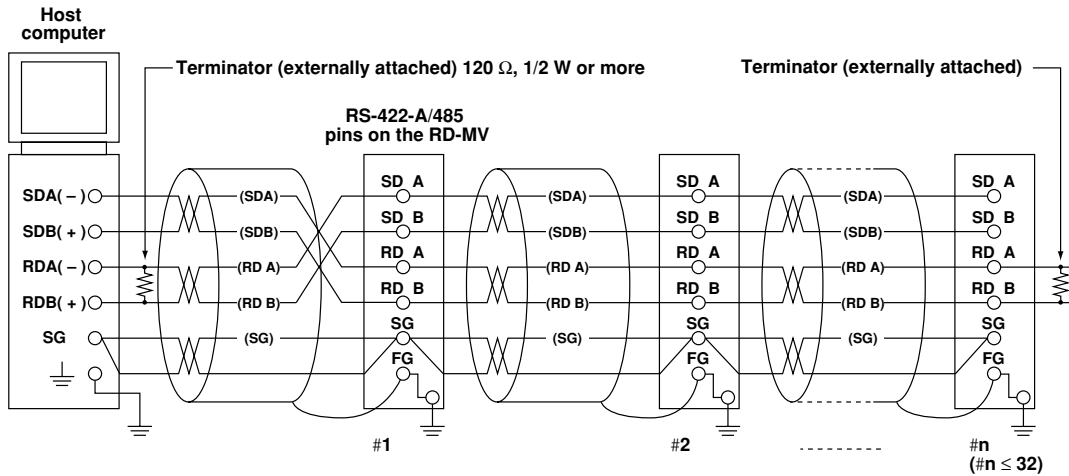 Host
computer
Terminator (externally attached) 120 Ω, 1/2 W or more
Terminator (externally attached)
RS-422-A/485
pins on the RD-MV
SDA( – )
(SDA)
SD A
(SDA)
SD A
(SDA)
SD A
SDB( + )
(SDB)
SD B
(SDB)
SD B
(SDB)
SD B
RDA( – )
(RD A)
RD A
(RD A)
RD A
(RD A)
RD A
RDB( + )
(RD B)
RD B
(RD B)
RD B
(RD B)
RD B
SG
(SG)
SG
(SG)
SG
(SG)
SG
FG
FG
FG
#1
#2
#n
(#n ≤ 32)